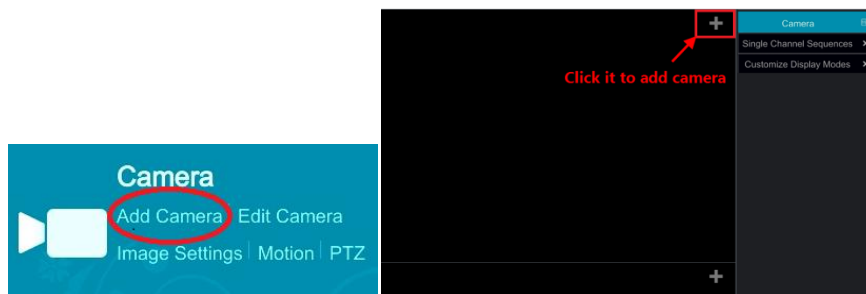 Camera
Add Camera Edit Camera
Image Settings Motion PTZ
Click it to add camera
Camera
Single Channel Sequences
Customize Display Modes